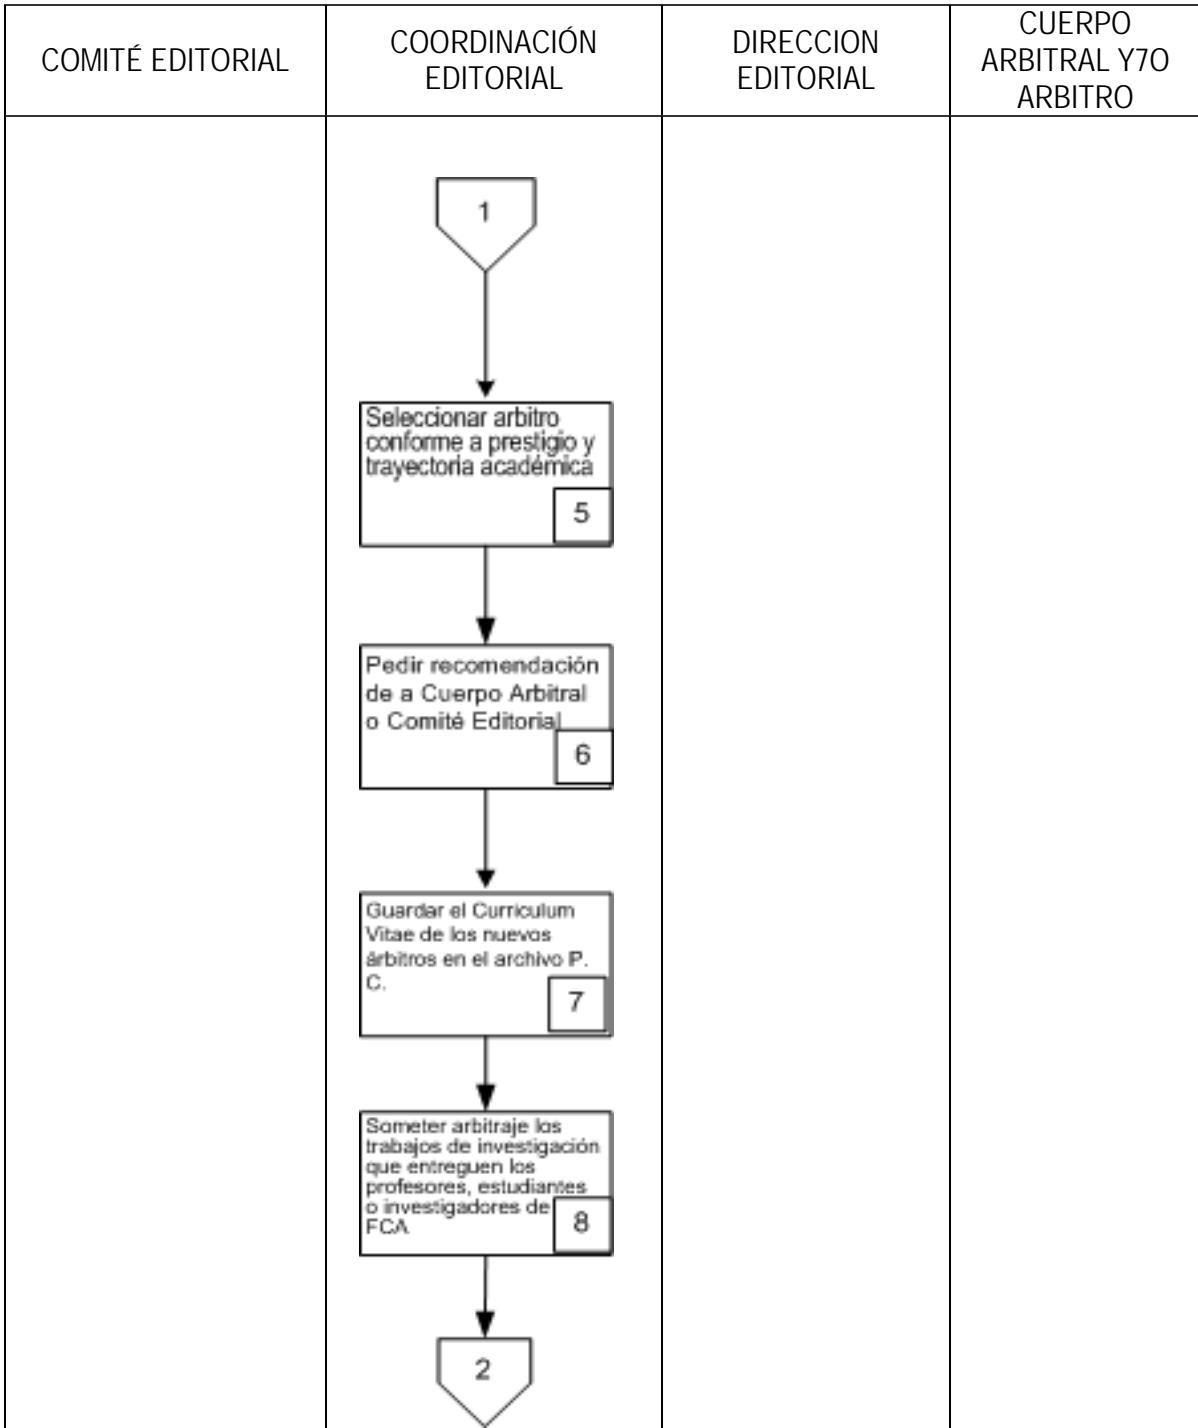 COMITÉ EDITORIAL
COORDINACIÓN
EDITORIAL
DIRECCION
EDITORIAL
CUERPO
ARBITRAL Y7O
ARBITRO
1
Seleccionar arbitro
conforme a prestigio y
trayectoria académica
5
Pedir recomendación
de a Cuerpo Arbitral
o Comité Editorial
6
Guardar el Curriculum
Vitae de los nuevos
árbitros en el archivo P.
C.
7
Someter arbitraje los
trabajos de investigación
que entreguen los
profesores, estudiantes
o investigadores de
FCA
8
2